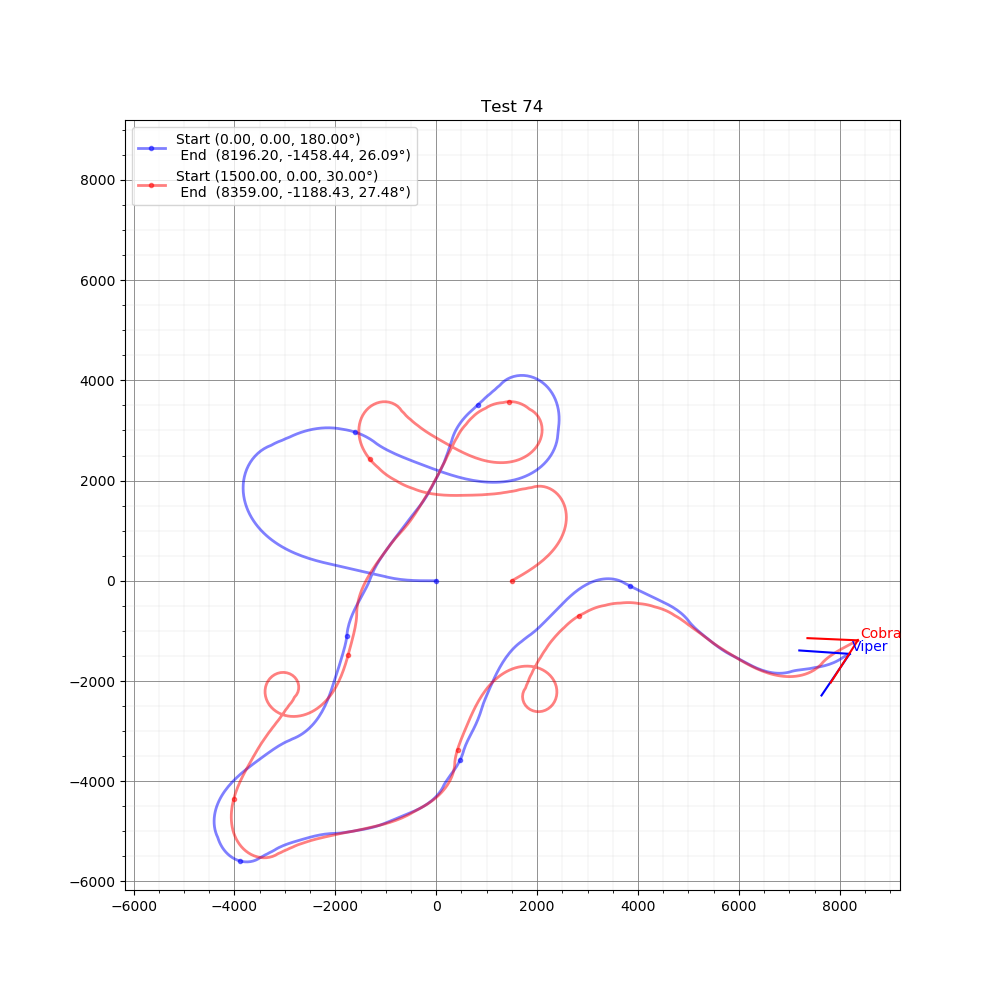 Test 74
Start (0.00, 0.00, 180.00°)
End (8196.20, -1458.44, 26.09°)
Start (1500.00, 0.00, 30.00°)
End (8359.00, -1188.43, 27.48°)
8000
6000
4000
2000
0
−2000
−4000
−6000
Cobra
Viper
−6000 −4000 −2000 0 2000 4000 6000 8000